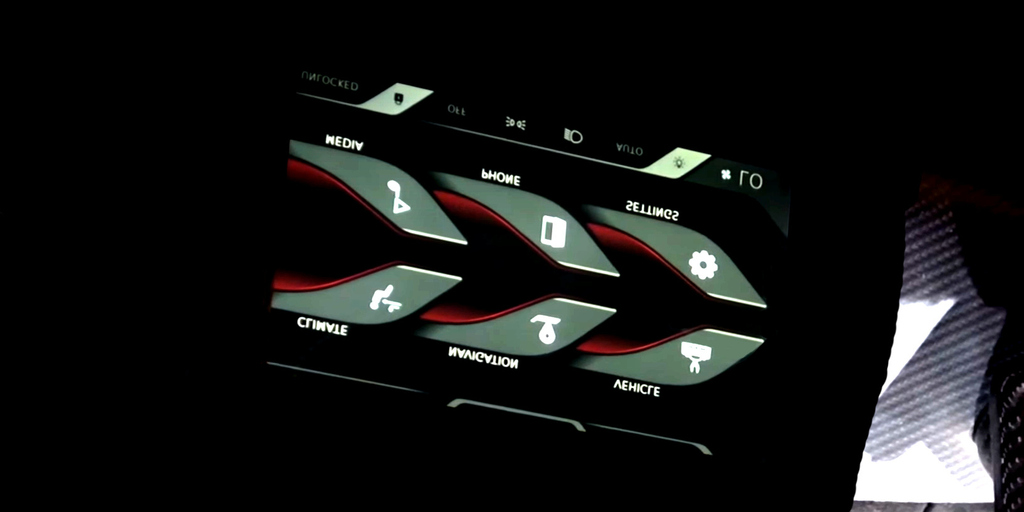 UNLOCKED
OFF
AUTO
LO
MEDIA
PHONE
SETTINGS
CLIMATE
NAVIGATION
VEHICLE